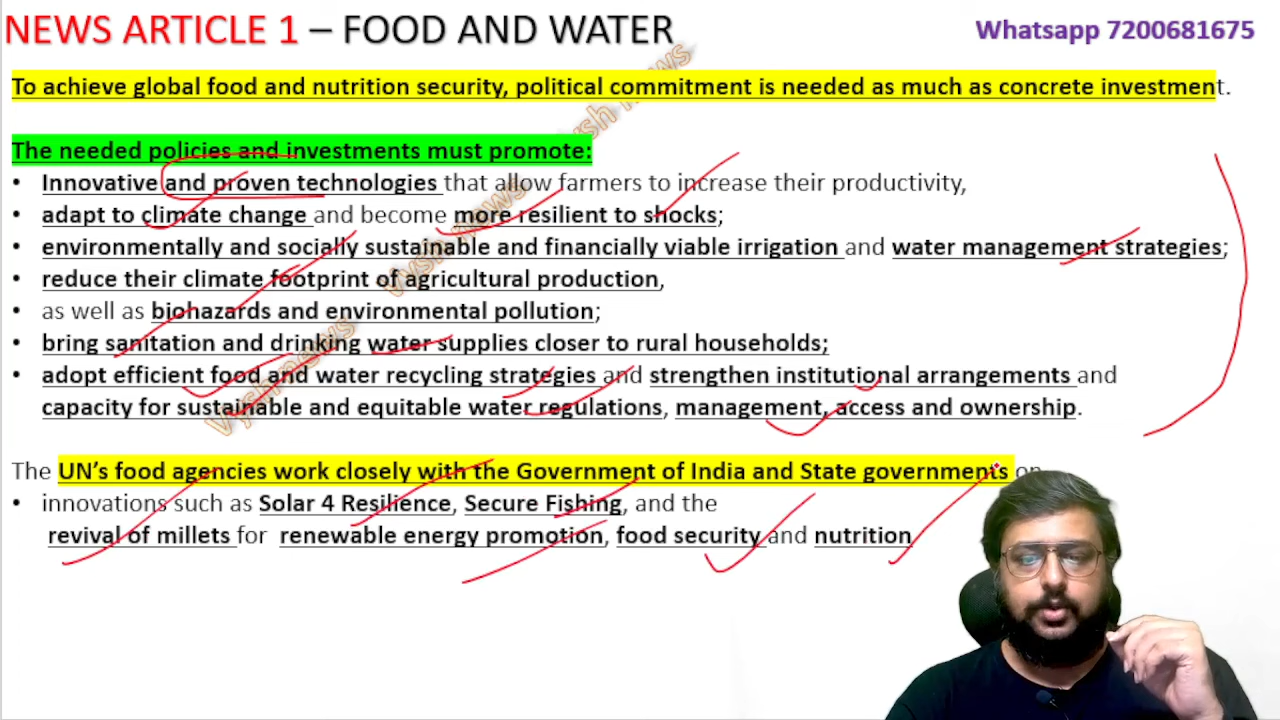 NEWS ARTICLE 1 – FOOD AND WATER
Whatsapp 7200681675
To achieve global food and nutrition security, political commitment is needed as much as concrete investment.
The needed policies and investments must promote:
• Innovative and proven technologies that allow farmers to increase their productivity,
• adapt to climate change and become more resilient to shocks;
• environmentally and socially sustainable and financially viable irrigation and water management strategies;
• reduce their climate footprint of agricultural production,
• as well as biohazards and environmental pollution;
• bring sanitation and drinking water supplies closer to rural households;
• adopt efficient food and water recycling strategies and strengthen institutional arrangements and
capacity for sustainable and equitable water regulations, management, access and ownership.
The UN's food agencies work closely with the Government of India and State governments on
• innovations such as Solar 4 Resilience, Secure Fishing, and the
revival of millets for renewable energy promotion, food security and nutrition
Vysh news
Vysh news
Vysh news